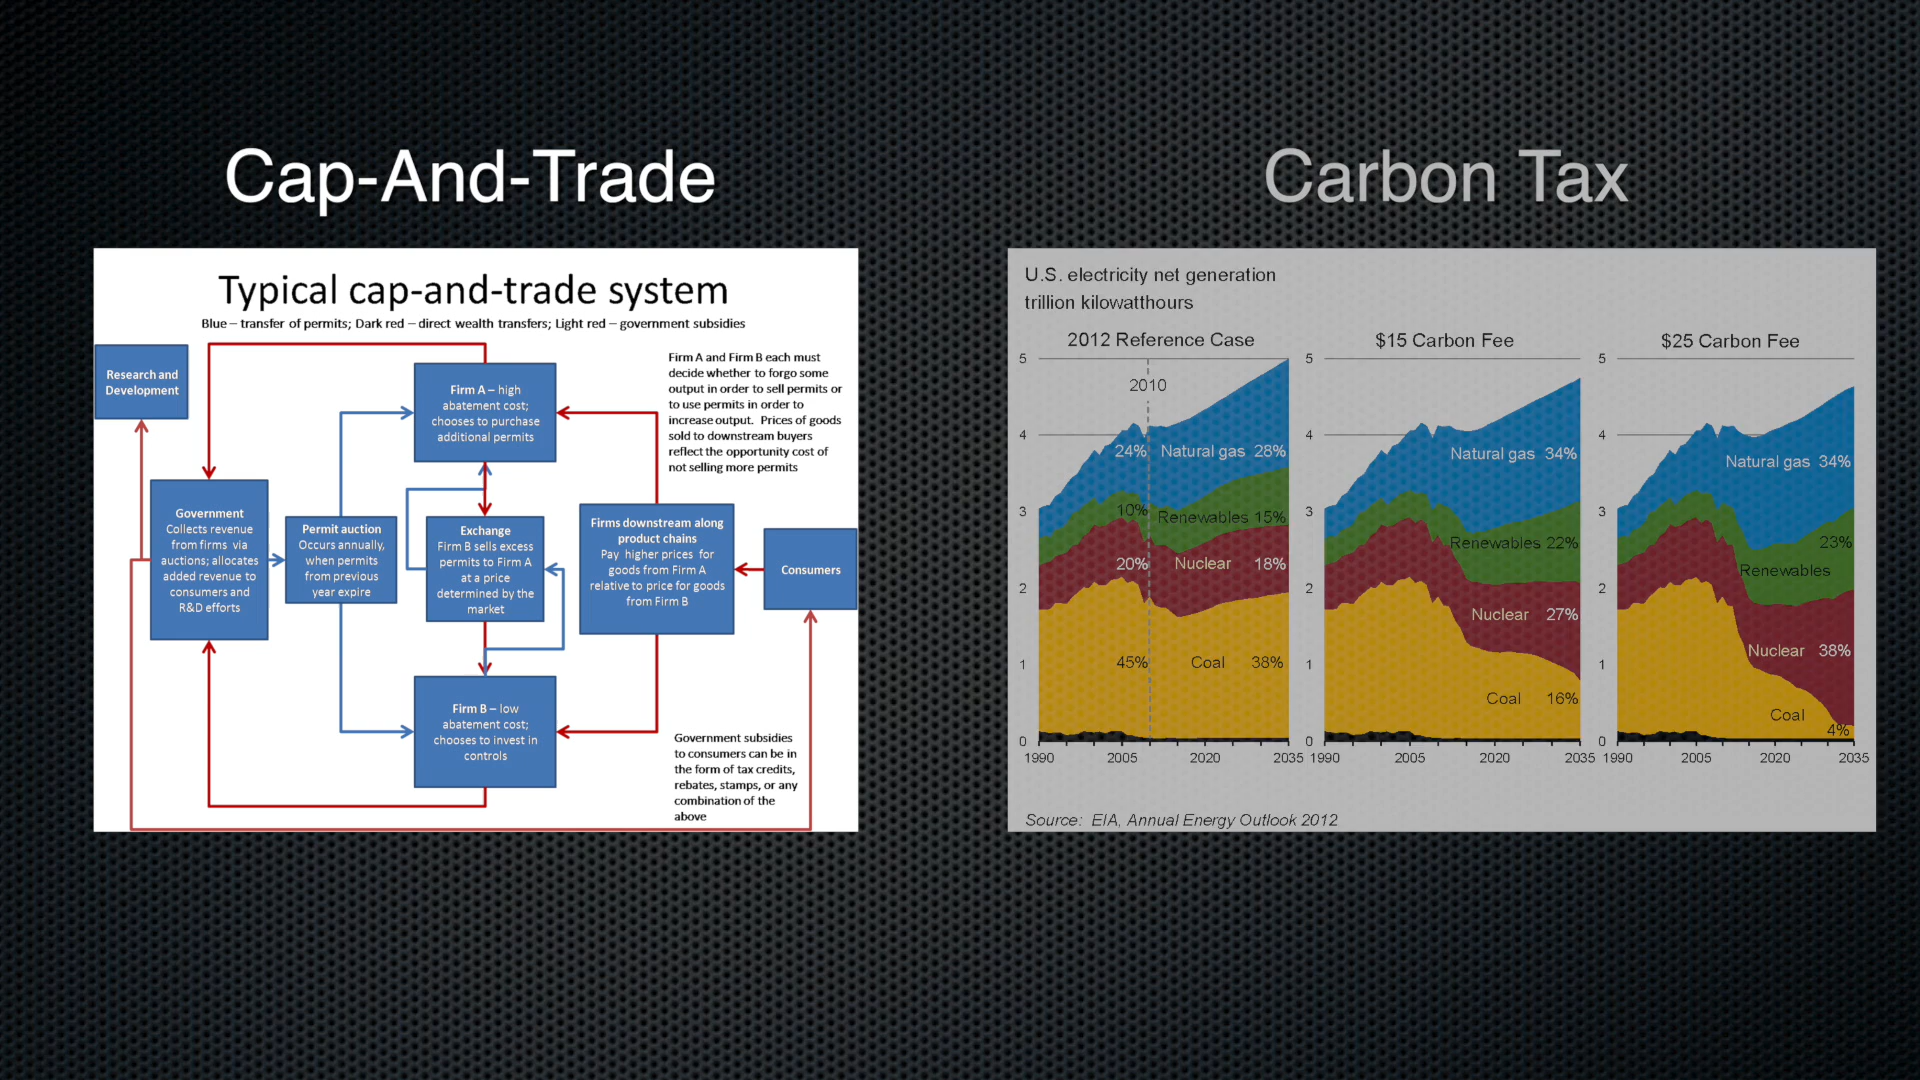 Cap-And-Trade
Typical cap-and-trade system
Blue – transfer of permits; Dark red – direct wealth transfers; Light red – government subsidies
Research and
Development
Firm A – high
abatement cost;
chooses to purchase
additional permits
Firm A and Firm B each must
decide whether to forgo some
output in order to sell permits or
to use permits in order to
increase output. Prices of goods
sold to downstream buyers
reflect the opportunity cost of
not selling more permits
Government
Collects revenue
from firms via
auctions; allocates
added revenue to
consumers and
R&D efforts
Permit auction
Occurs annually,
when permits
from previous
year expire
Exchange
Firm B sells excess
permits to Firm A
at a price
determined by the
market
Firms downstream along
product chains
Pay higher prices for
goods from Firm A
relative to price for goods
from Firm B
Consumers
Firm B – low
abatement cost;
chooses to invest in
controls
Government subsidies
to consumers can be in
the form of tax credits,
rebates, stamps, or any
combination of the
above
Carbon Tax
U.S. electricity net generation
trillion kilowatthours
2012 Reference Case
5
2010
4
24% Natural gas 28%
3
10% Renewables 15%
20% Nuclear 18%
2
1
45% Coal 38%
0
1990 2005 2020 2035
$15 Carbon Fee
5
4
Natural gas 34%
3
Renewables 22%
2
Nuclear 27%
1
Coal 16%
0
1990 2005 2020 2035
$25 Carbon Fee
5
4
Natural gas 34%
3
23%
Renewables
2
Nuclear 38%
1
Coal
4%
0
1990 2005 2020 2035
Source: EIA, Annual Energy Outlook 2012